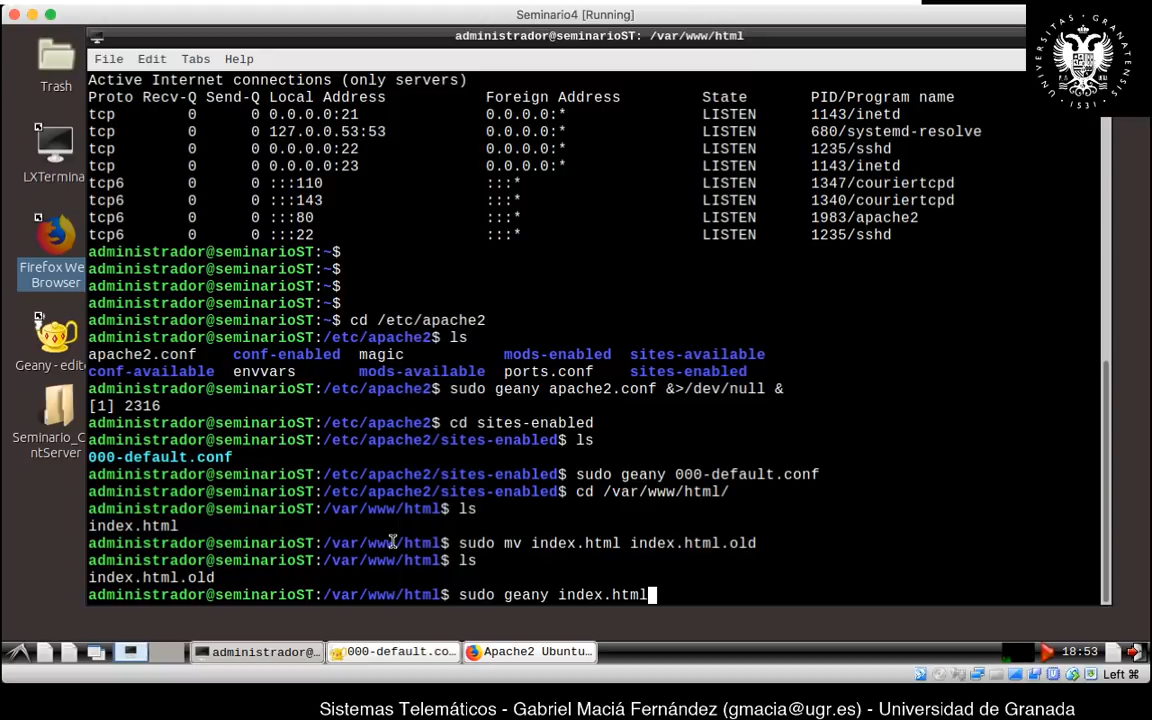 Seminario4 [Running]
administrador@seminarioST: /var/www/html
File Edit Tabs Help
Active Internet connections (only servers)
Proto Recv-Q Send-Q Local Address Foreign Address State PID/Program name
tcp 0 0 0.0.0.0:21 0.0.0.0:* LISTEN 1143/inetd
tcp 0 0 127.0.0.53:53 0.0.0.0:* LISTEN 680/systemd-resolve
tcp 0 0 0.0.0.0:22 0.0.0.0:* LISTEN 1235/sshd
tcp 0 0 0.0.0.0:23 0.0.0.0:* LISTEN 1143/inetd
tcp6 0 0 :::110 :::* LISTEN 1347/couriertcpd
tcp6 0 0 :::143 :::* LISTEN 1340/couriertcpd
tcp6 0 0 :::80 :::* LISTEN 1983/apache2
tcp6 0 0 :::22 :::* LISTEN 1235/sshd
administrador@seminarioST:~$
administrador@seminarioST:~$
administrador@seminarioST:~$
administrador@seminarioST:~$
administrador@seminarioST:~$ cd /etc/apache2
administrador@seminarioST:/etc/apache2$ ls
apache2.conf conf-enabled magic mods-enabled sites-available
conf-available envvars mods-available ports.conf sites-enabled
administrador@seminarioST:/etc/apache2$ sudo geany apache2.conf &>/dev/null &
[1] 2316
administrador@seminarioST:/etc/apache2$ cd sites-enabled
administrador@seminarioST:/etc/apache2/sites-enabled$ ls
000-default.conf
administrador@seminarioST:/etc/apache2/sites-enabled$ sudo geany 000-default.conf
administrador@seminarioST:/etc/apache2/sites-enabled$ cd /var/www/html/
administrador@seminarioST:/var/www/html$ ls
index.html
administrador@seminarioST:/var/www/html$ sudo mv index.html index.html.old
administrador@seminarioST:/var/www/html$ ls
index.html.old
administrador@seminarioST:/var/www/html$ sudo geany index.html
Trash
LXTermina
Firefox We
Browser
Geany - edit
Seminario_C
ntServer
administrador@... 000-default.co... Apache2 Ubuntu... 18:53
Left ⌘
UNIVERSITAS GRANATENSIS 1531
Sistemas Telemáticos - Gabriel Maciá Fernández (gmacia@ugr.es) - Universidad de Granada